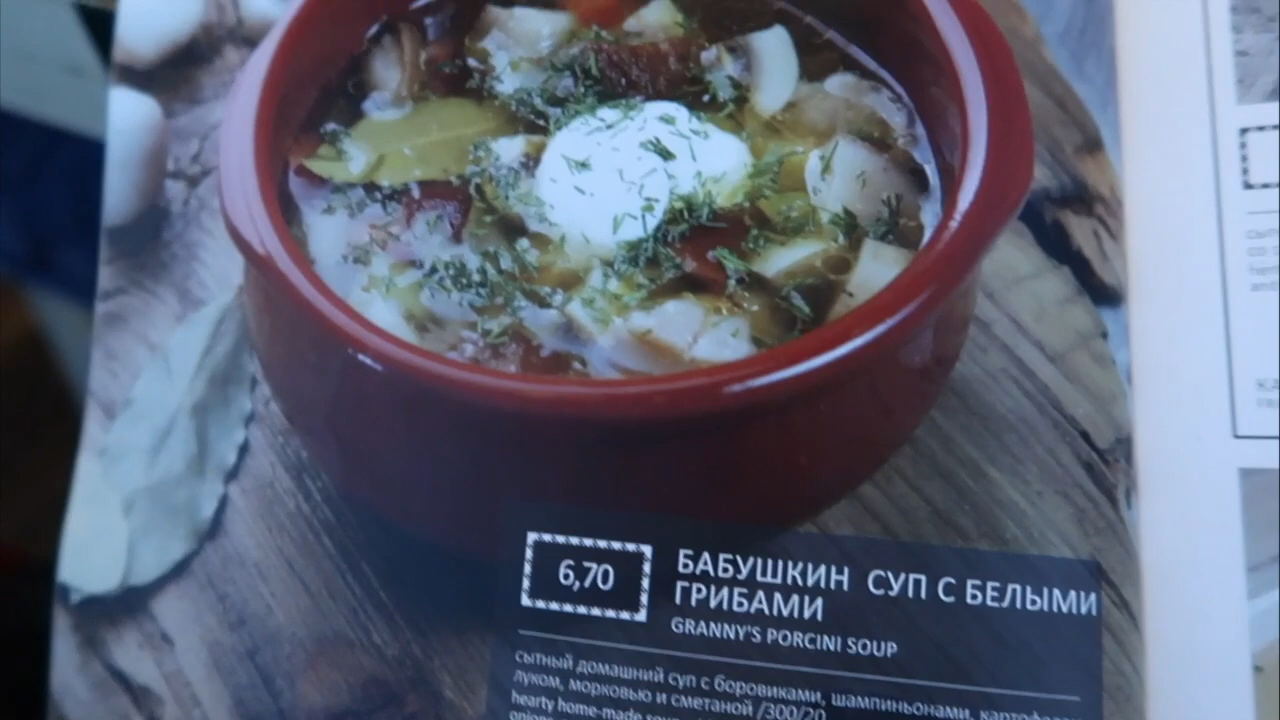 6,70
БАБУШКИН СУП С БЕЛЫМИ
ГРИБАМИ
GRANNY'S PORCINI SOUP
сытный домашний суп с боровиками, шампиньонами,
луком, морковью и сметаной /300/20
hearty home-made